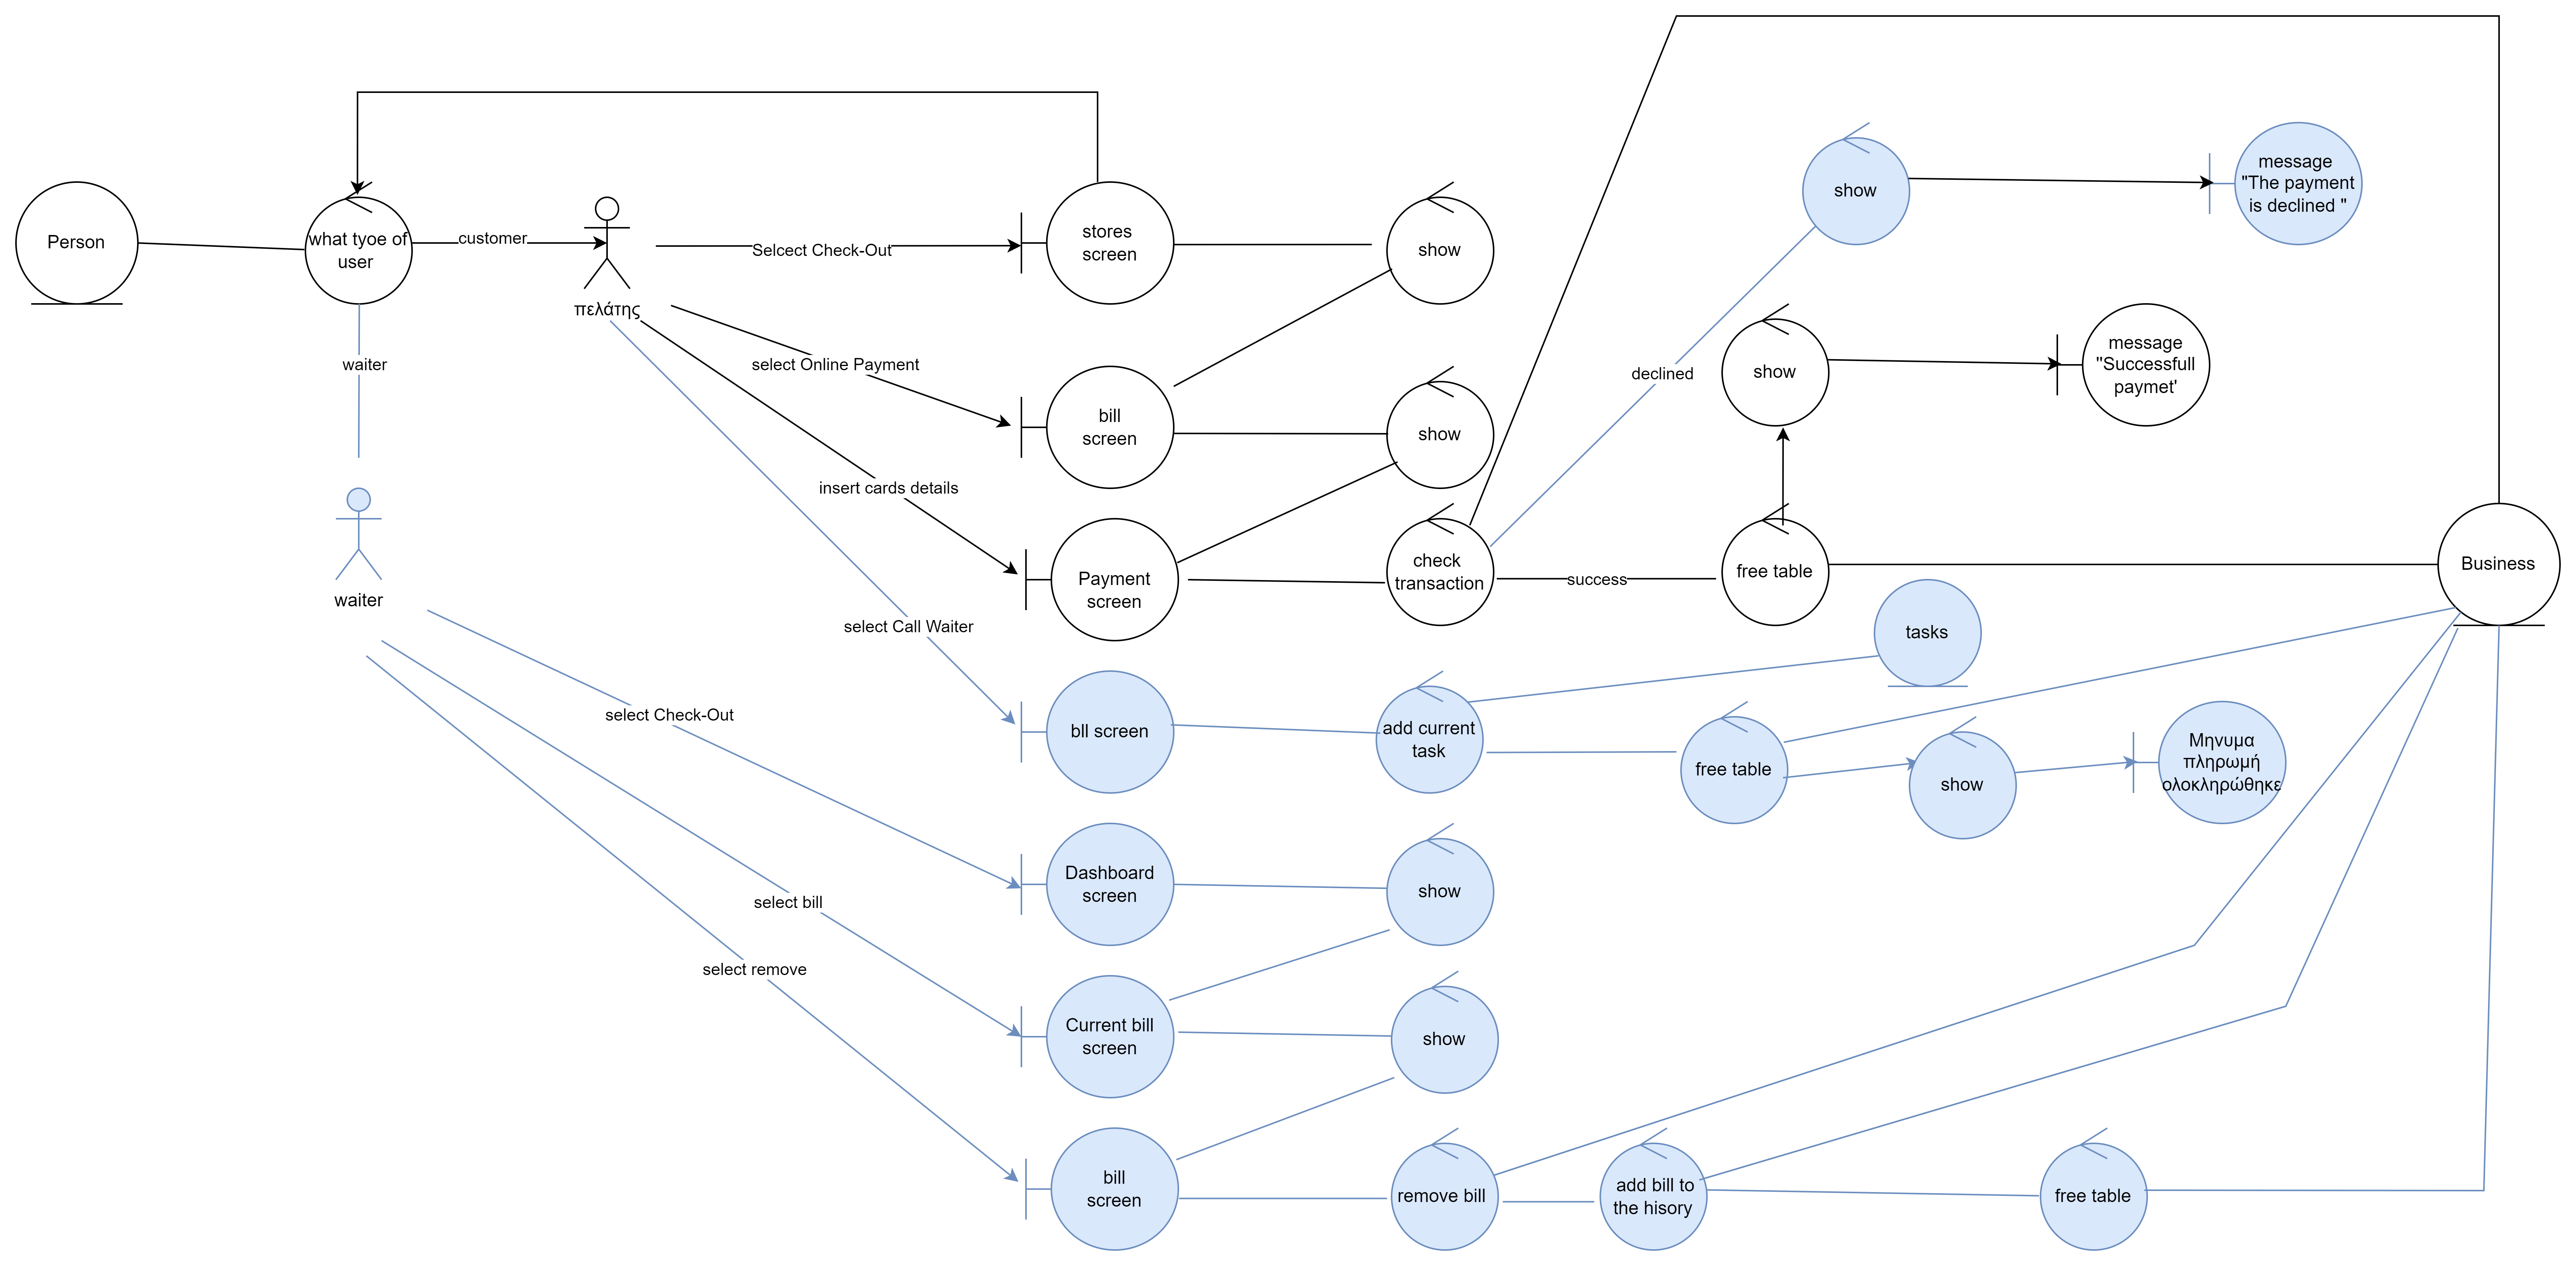 Person
what tyoe of
user
customer
πελάτης
Selcect Check-Out
stores
screen
show
show
message
"The payment
is declined "
waiter
select Online Payment
bill
screen
show
declined
show
message
"Successfull
paymet'
insert cards details
waiter
Payment
screen
check
transaction
success
free table
Business
select Call Waiter
tasks
select Check-Out
bll screen
add current
task
free table
show
Μηνυμα
πληρωμή
ολοκληρώθηκε
Dashboard
screen
show
select bill
select remove
Current bill
screen
show
bill
screen
remove bill
add bill to
the hisory
free table